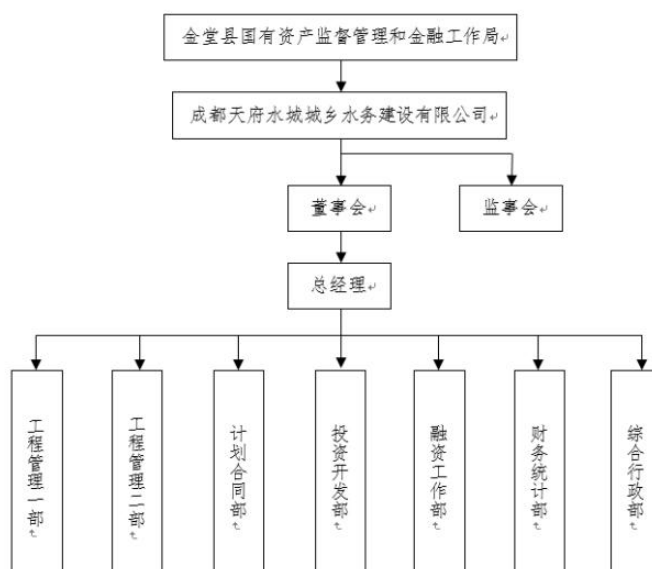 金堂县国有资产监督管理和金融工作局
成都天府水城城乡水务建设有限公司
董事会
监事会
总经理
工程管理一部
工程管理二部
计划合同部
投资开发部
融资工作部
财务统计部
综合行政部